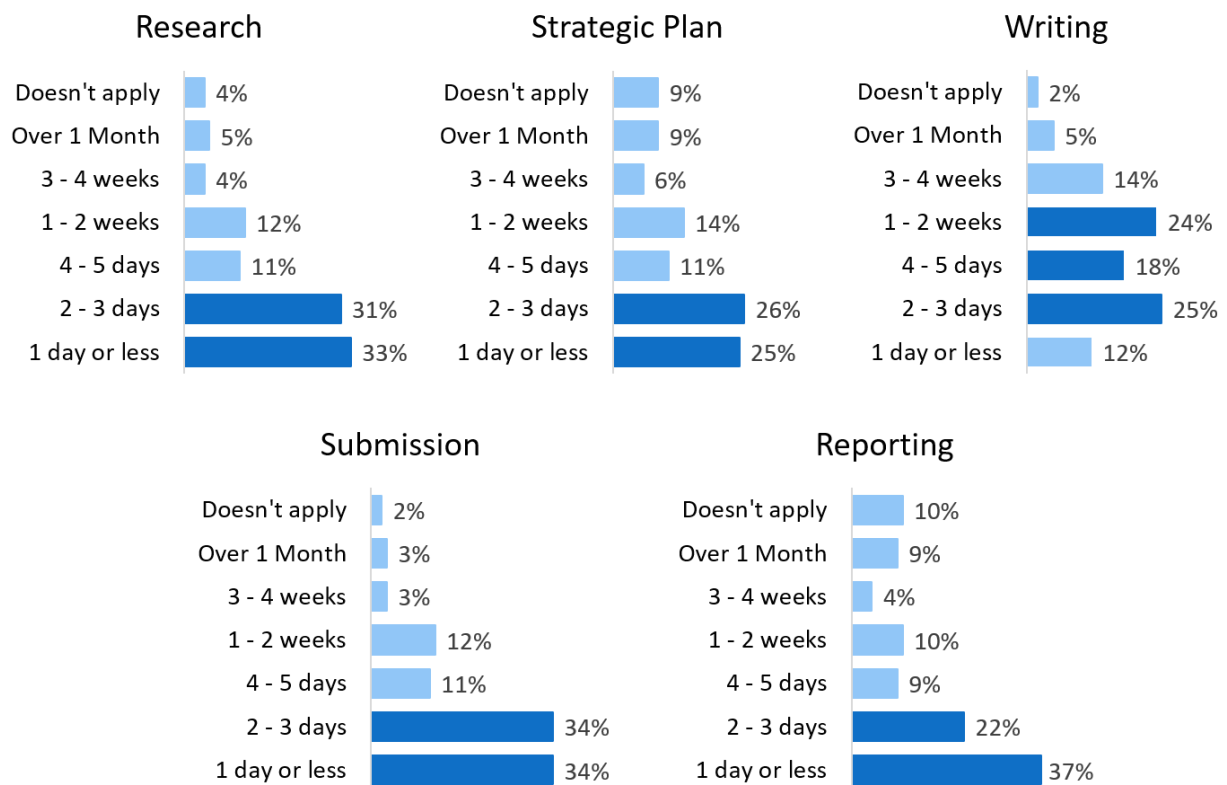 Research
Doesn't apply 4%
Over 1 Month 5%
3 - 4 weeks 4%
1 - 2 weeks 12%
4 - 5 days 11%
2 - 3 days 31%
1 day or less 33%
Strategic Plan
Doesn't apply 9%
Over 1 Month 9%
3 - 4 weeks 6%
1 - 2 weeks 14%
4 - 5 days 11%
2 - 3 days 26%
1 day or less 25%
Writing
Doesn't apply 2%
Over 1 Month 5%
3 - 4 weeks 14%
1 - 2 weeks 24%
4 - 5 days 18%
2 - 3 days 25%
1 day or less 12%
Submission
Doesn't apply 2%
Over 1 Month 3%
3 - 4 weeks 3%
1 - 2 weeks 12%
4 - 5 days 11%
2 - 3 days 34%
1 day or less 34%
Reporting
Doesn't apply 10%
Over 1 Month 9%
3 - 4 weeks 4%
1 - 2 weeks 10%
4 - 5 days 9%
2 - 3 days 22%
1 day or less 37%